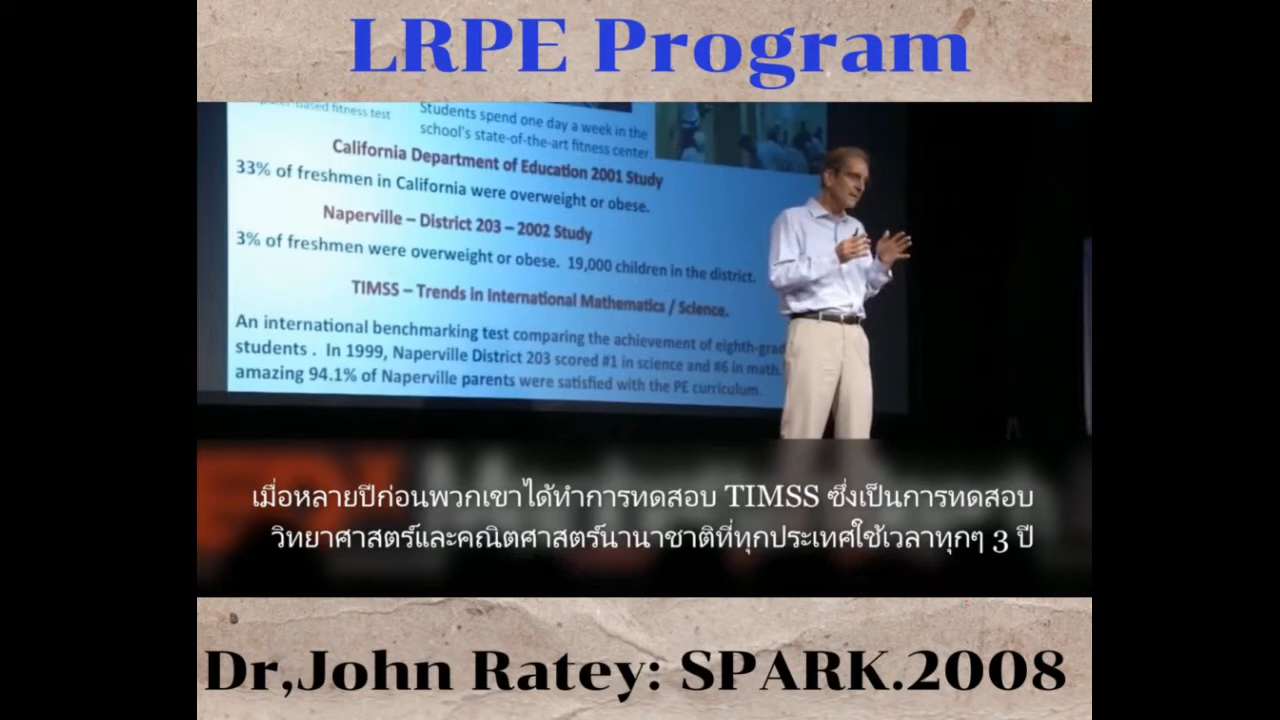 LRPE Program
based fitness test
Students spend one day a week in the
school's state-of-the-art fitness center.
California Department of Education 2001 Study
33% of freshmen in California were overweight or obese.
Naperville – District 203 – 2002 Study
3% of freshmen were overweight or obese. 19,000 children in the district.
TIMSS – Trends in International Mathematics / Science.
An international benchmarking test comparing the achievement of eighth-grad
students . In 1999, Naperville District 203 scored #1 in science and #6 in math.
amazing 94.1% of Naperville parents were satisfied with the PE curriculum.
เมื่อหลายปีก่อนพวกเขาได้ทำการทดสอบ TIMSS ซึ่งเป็นการทดสอบ
วิทยาศาสตร์และคณิตศาสตร์นานาชาติที่ทุกประเทศใช้เวลาทุกๆ 3 ปี
Dr,John Ratey: SPARK.2008